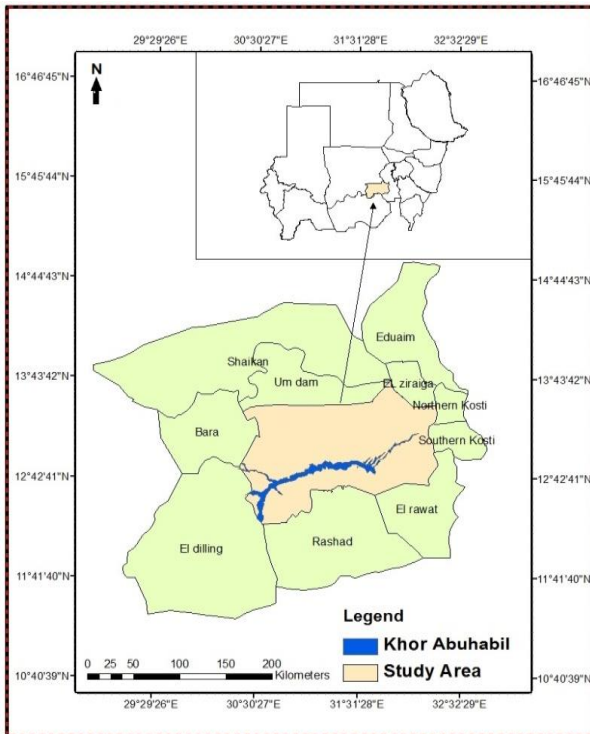 29°29'26"E 30°30'27"E 31°31'28"E 32°32'29"E
16°46'45"N 16°46'45"N
N
15°45'44"N 15°45'44"N
14°44'43"N 14°44'43"N
Eduaim
Shaikan
13°43'42"N 13°43'42"N
Um dam
EL ziraiga
Northern Kosti
Bara
Southern Kosti
12°42'41"N 12°42'41"N
El rawat
El dilling
Rashad
11°41'40"N 11°41'40"N
Legend
Khor Abuhabil
0 25 50 100 150 200
Kilometers
Study Area
10°40'39"N 10°40'39"N
29°29'26"E 30°30'27"E 31°31'28"E 32°32'29"E